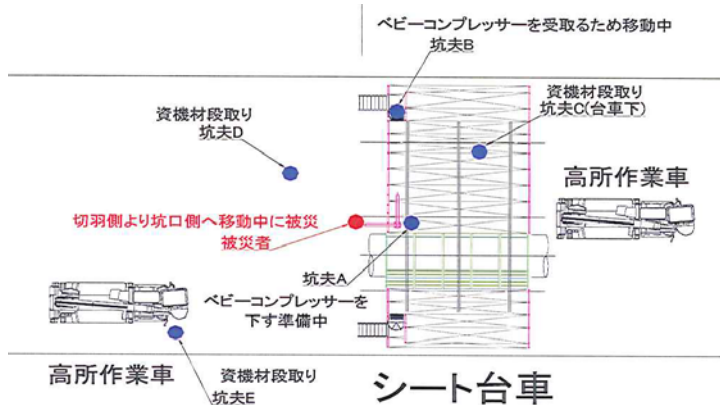 ベビーコンプレッサーを受取るため移動中
坑夫B
資機材段取り
坑夫C(台車下)
資機材段取り
坑夫D
高所作業車
切羽側より坑口側へ移動中に被災
被災者
坑夫A
ベビーコンプレッサーを
下す準備中
高所作業車
資機材段取り
坑夫E
シート台車